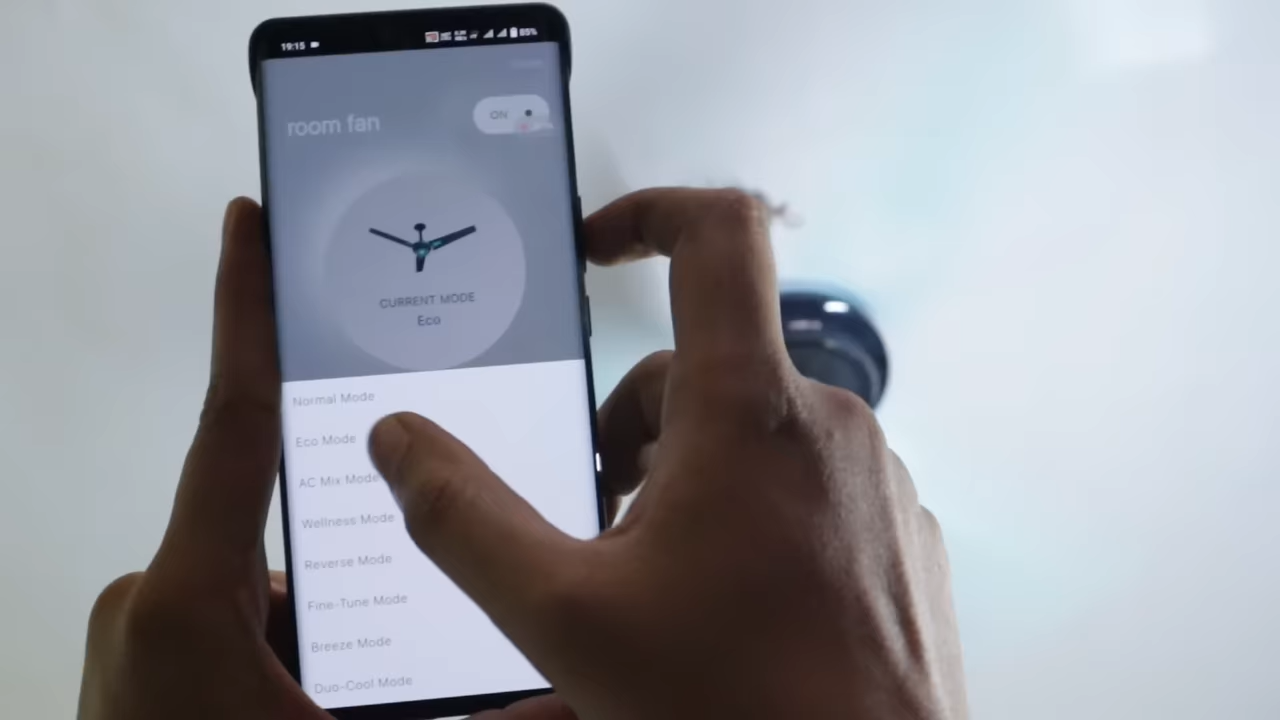 19:15
85%
ON
room fan
CURRENT MODE
Eco
Normal Mode
Eco Mode
AC Mix Mode
Wellness Mode
Reverse Mode
Fine-Tune Mode
Breeze Mode
Duo-Cool Mode